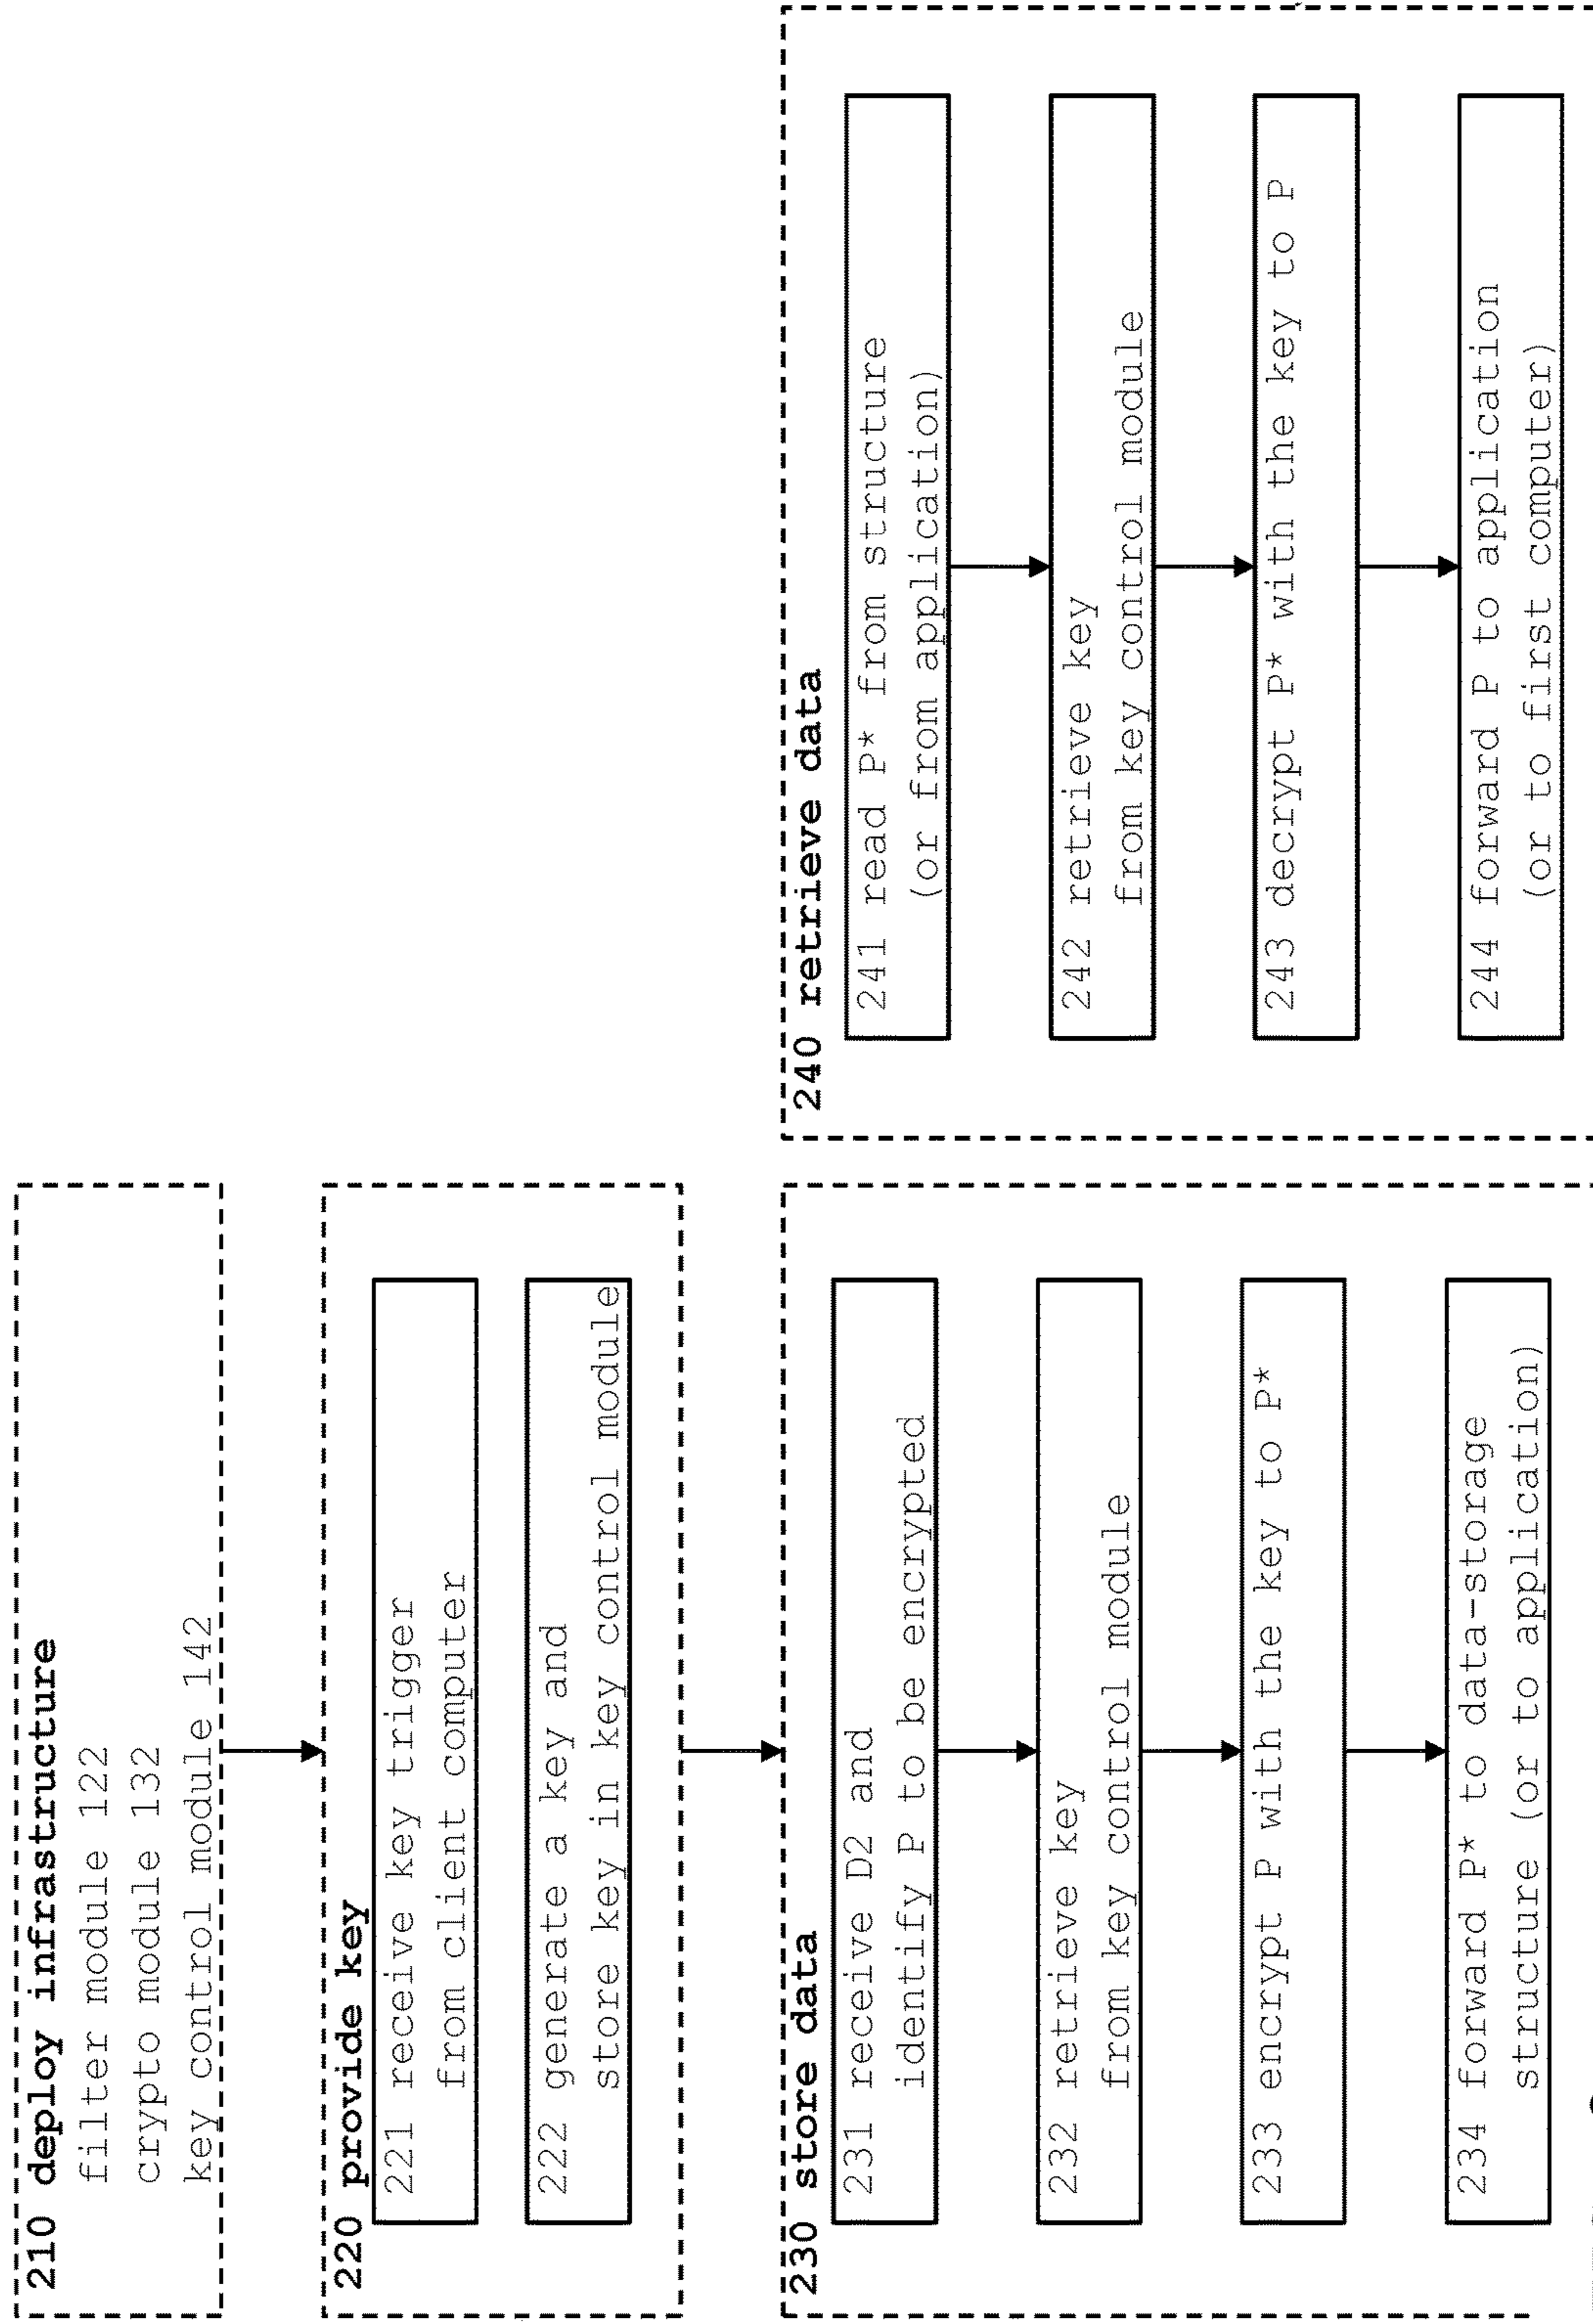 210 deploy infrastructure
filter module 122
crypto module 132
key control module 142
220 provide key
221 receive key trigger
from client computer
222 generate a key and
store key in key control module
230 store data
231 receive D2 and
identify P to be encrypted
232 retrieve key
from key control module
233 encrypt P with the key to P*
234 forward P* to data-storage
structure (or to application)
240 retrieve data
241 read P* from structure
(or from application)
242 retrieve key
from key control module
243 decrypt P* with the key to P
244 forward P to application
(or to first computer)